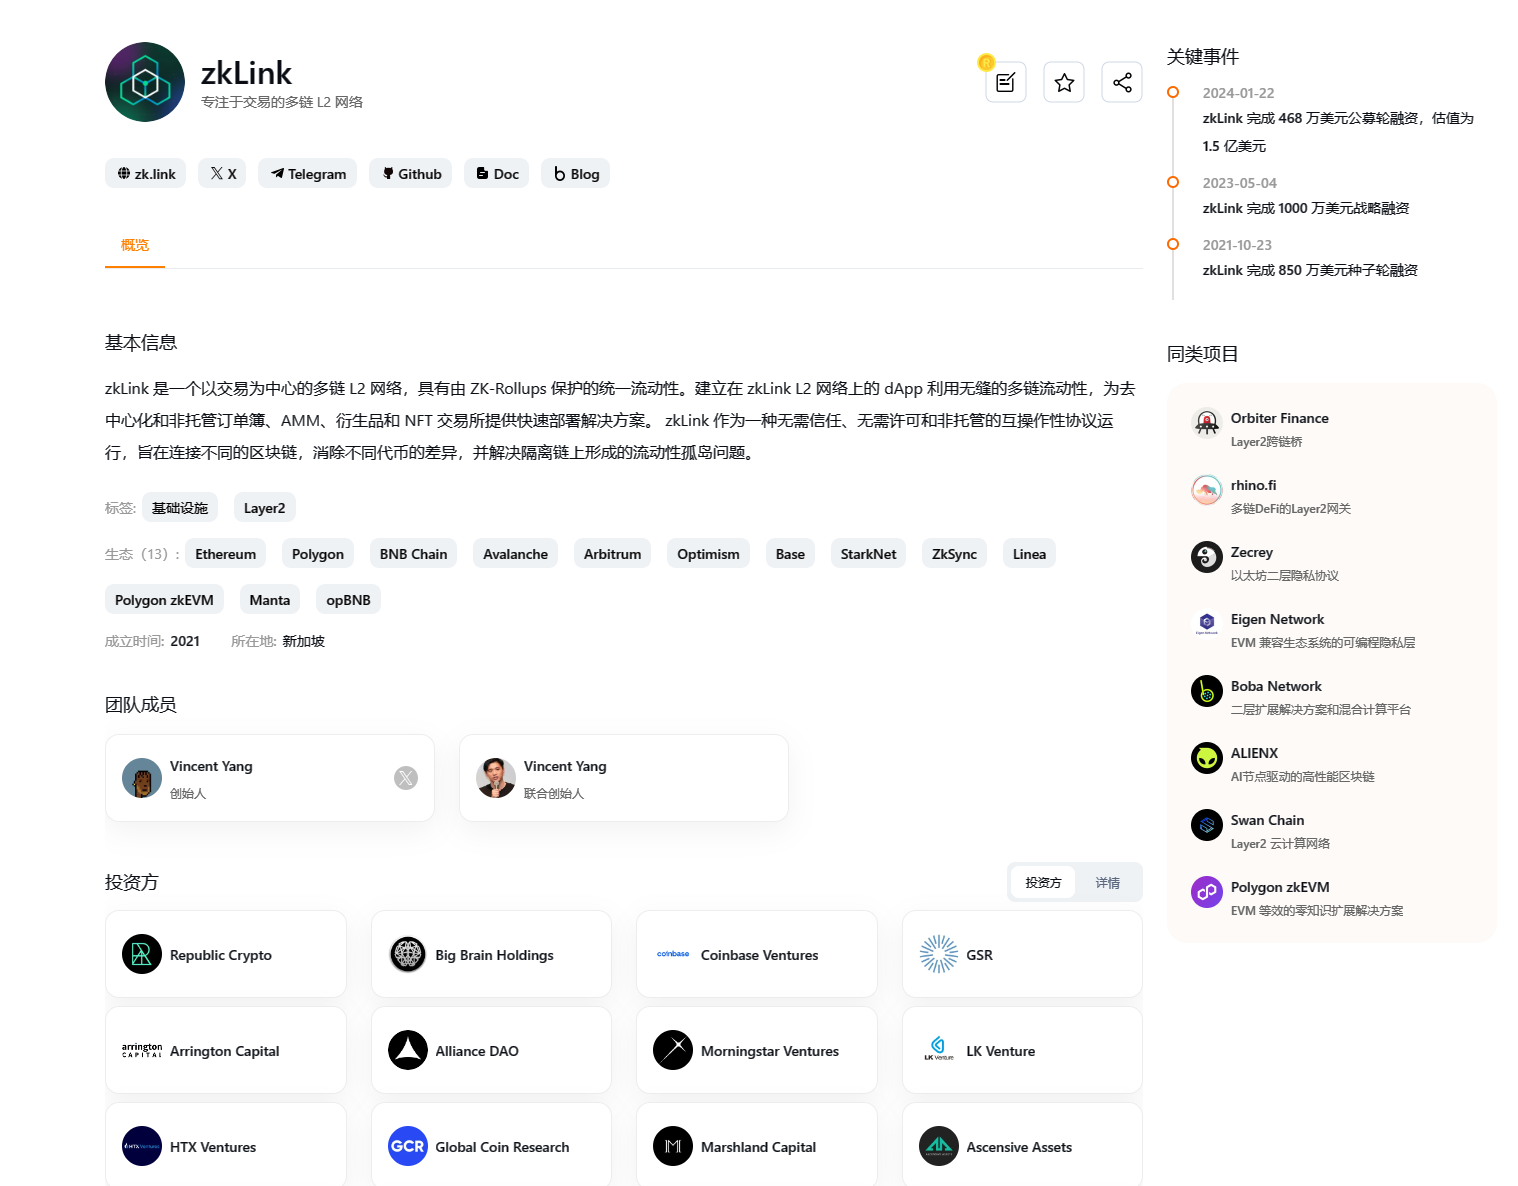 zkLink
专注于交易的多链 L2 网络
zk.link
X
Telegram
Github
Doc
Blog
概览
基本信息
zkLink 是一个以交易为中心的多链 L2 网络，具有由 ZK-Rollups 保护的统一流动性。建立在 zkLink L2 网络上的 dApp 利用无缝的多链流动性，为去
中心化和非托管订单簿、AMM、衍生品和 NFT 交易所提供快速部署解决方案。 zkLink 作为一种无需信任、无需许可和非托管的互操作性协议运
行，旨在连接不同的区块链，消除不同代币的差异，并解决隔离链上形成的流动性孤岛问题。
标签: 基础设施 Layer2
生态（13）: Ethereum Polygon BNB Chain Avalanche Arbitrum Optimism Base StarkNet ZkSync Linea
Polygon zkEVM Manta opBNB
成立时间: 2021 所在地: 新加坡
团队成员
Vincent Yang
创始人
Vincent Yang
联合创始人
投资方
投资方 详情
Republic Crypto
Big Brain Holdings
coinbase Coinbase Ventures
GSR
arrington
CAPITAL
Arrington Capital
Alliance DAO
Morningstar Ventures
LK Venture
LK Venture
HTX Ventures
GCR Global Coin Research
Marshland Capital
Ascensive Assets
关键事件
2024-01-22
zkLink 完成 468 万美元公募轮融资，估值为
1.5 亿美元
2023-05-04
zkLink 完成 1000 万美元战略融资
2021-10-23
zkLink 完成 850 万美元种子轮融资
同类项目
Orbiter Finance
Layer2跨链桥
rhino.fi
多链DeFi的Layer2网关
Zecrey
以太坊二层隐私协议
Eigen Network
EVM 兼容生态系统的可编程隐私层
Boba Network
二层扩展解决方案和混合计算平台
ALIENX
AI节点驱动的高性能区块链
Swan Chain
Layer2 云计算网络
Polygon zkEVM
EVM 等效的零知识扩展解决方案